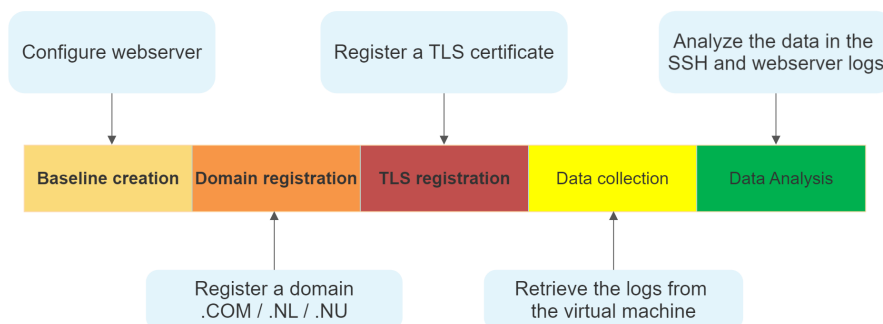 Configure webserver
Register a TLS certificate
Analyze the data in the
SSH and webserver logs
Baseline creation
Domain registration
TLS registration
Data collection
Data Analysis
Register a domain
.COM / .NL / .NU
Retrieve the logs from
the virtual machine